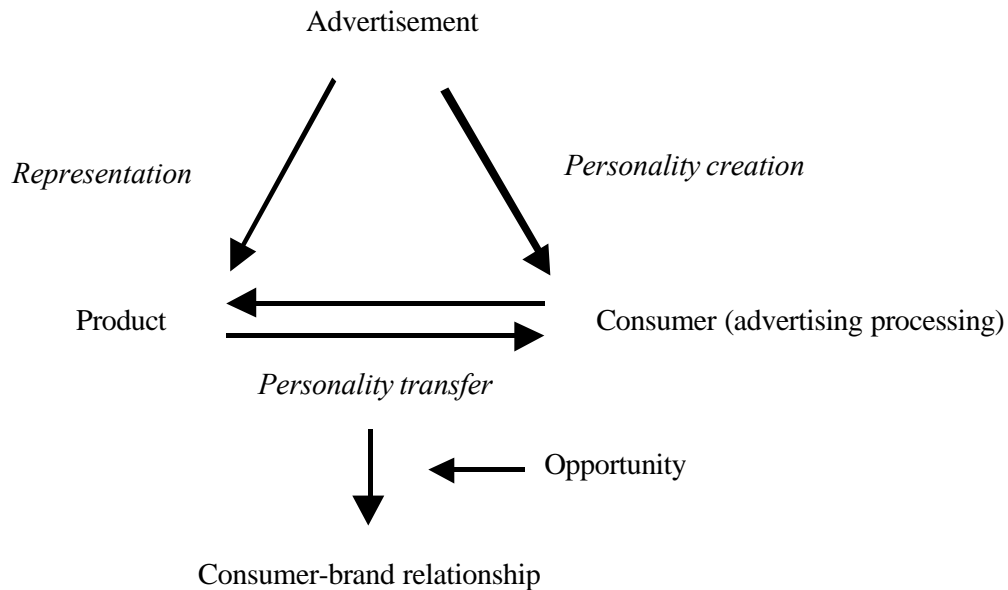 Advertisement
Representation
Personality creation
Product
Consumer (advertising processing)
Personality transfer
Opportunity
Consumer-brand relationship